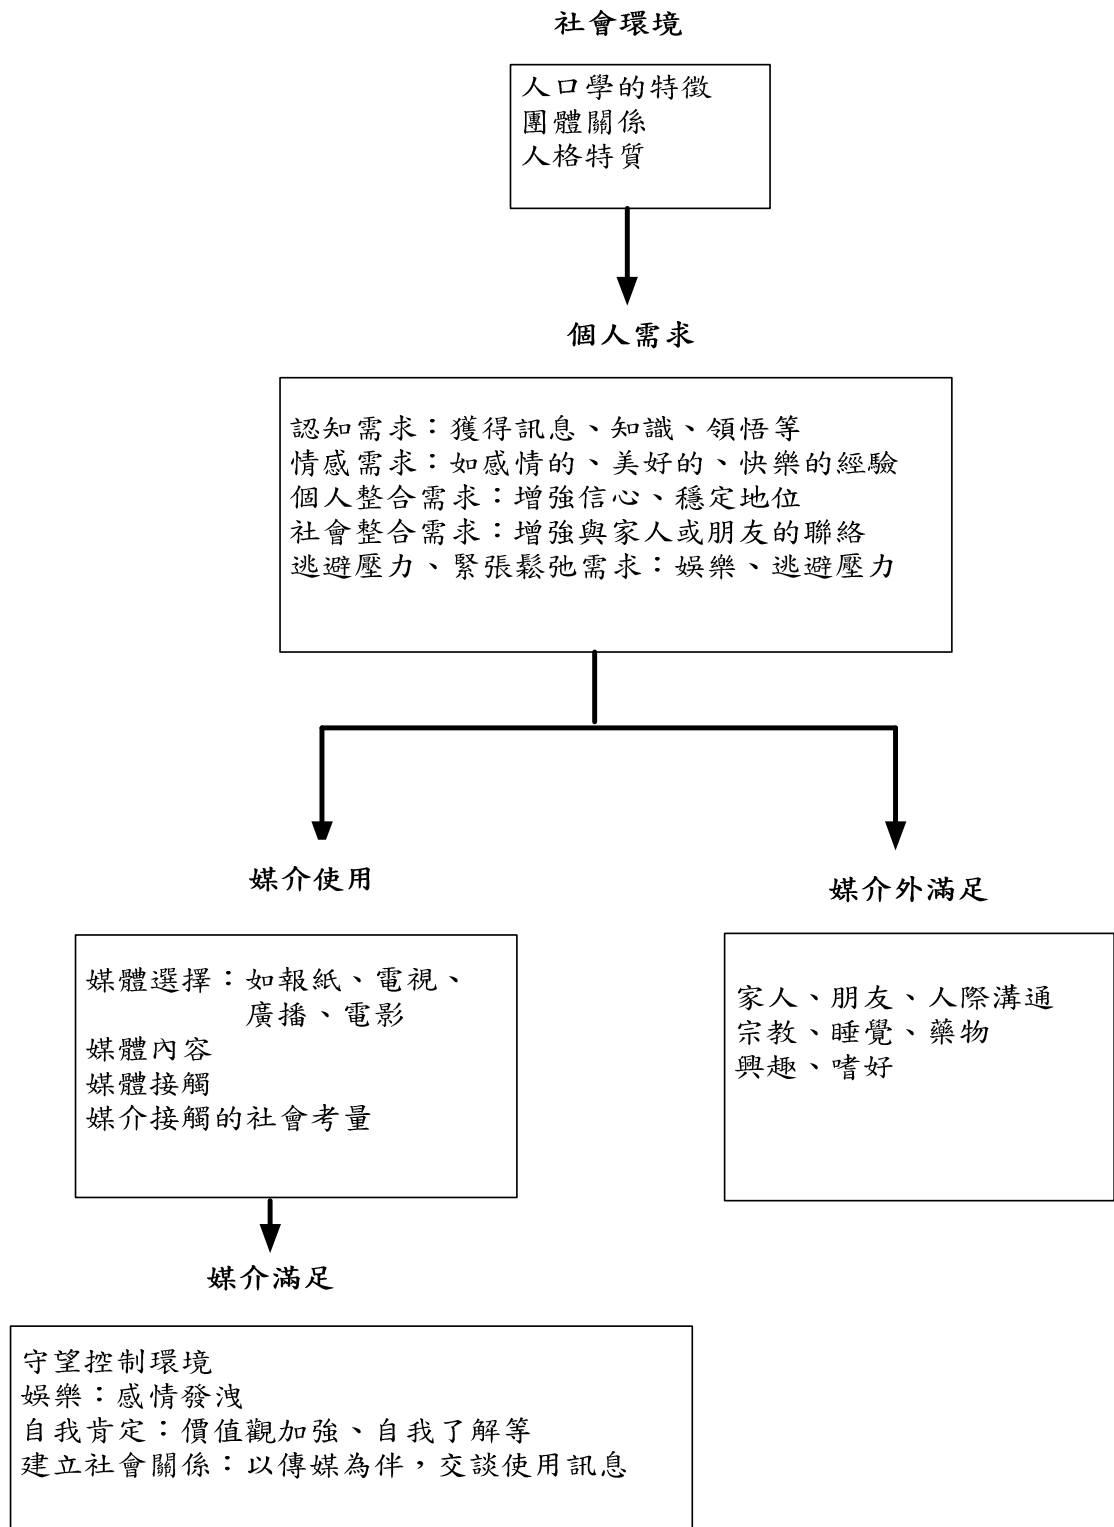 社會環境
人口學的特徵
團體關係
人格特質
個人需求
認知需求：獲得訊息、知識、領悟等
情感需求：如感情的、美好的、快樂的經驗
個人整合需求：增強信心、穩定地位
社會整合需求：增強與家人或朋友的聯絡
逃避壓力、緊張鬆弛需求：娛樂、逃避壓力
媒介使用
媒體選擇：如報紙、電視、
廣播、電影
媒體內容
媒體接觸
媒介接觸的社會考量
媒介外滿足
家人、朋友、人際溝通
宗教、睡覺、藥物
興趣、嗜好
媒介滿足
守望控制環境
娛樂：感情發洩
自我肯定：價值觀加強、自我了解等
建立社會關係：以傳媒為伴，交談使用訊息